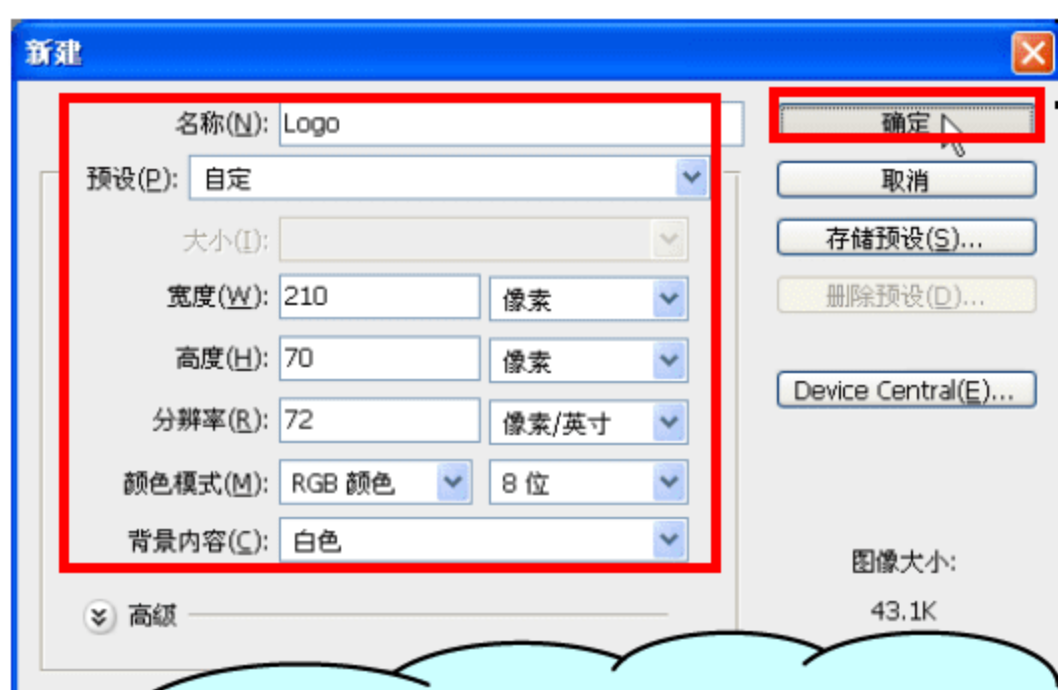 新建
名称(N): Logo
确定
预设(P): 自定
取消
大小(I):
存储预设(S)...
宽度(W): 210 像素
删除预设(D)...
高度(H): 70 像素
Device Central(E)...
分辨率(R): 72 像素/英寸
颜色模式(M): RGB 颜色 8 位
背景内容(C): 白色
图像大小:
高级
43.1K